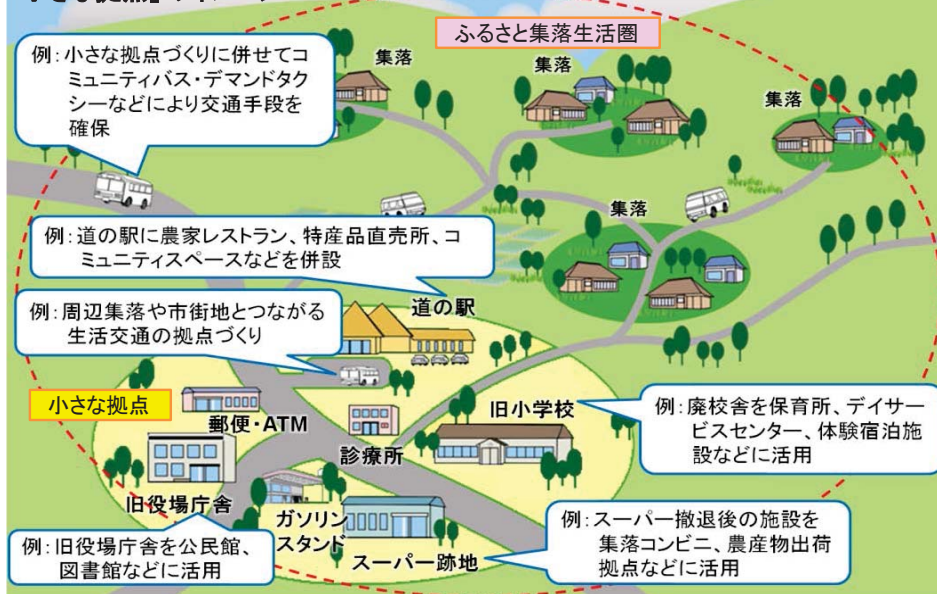 ふるさと集落生活圏
例：小さな拠点づくりに併せてコ
ミュニティバス・デマンドタク
シーなどにより交通手段を
確保
集落
集落
集落
集落
例：道の駅に農家レストラン、特産品直売所、コ
ミュニティスペースなどを併設
道の駅
例：周辺集落や市街地とつながる
生活交通の拠点づくり
小さな拠点
郵便・ATM
診療所
旧小学校
例：廃校舎を保育所、デイサー
ビスセンター、体験宿泊施
設などに活用
旧役場庁舎
ガソリン
スタンド
スーパー跡地
例：旧役場庁舎を公民館、
図書館などに活用
例：スーパー撤退後の施設を
集落コンビニ、農産物出荷
拠点などに活用